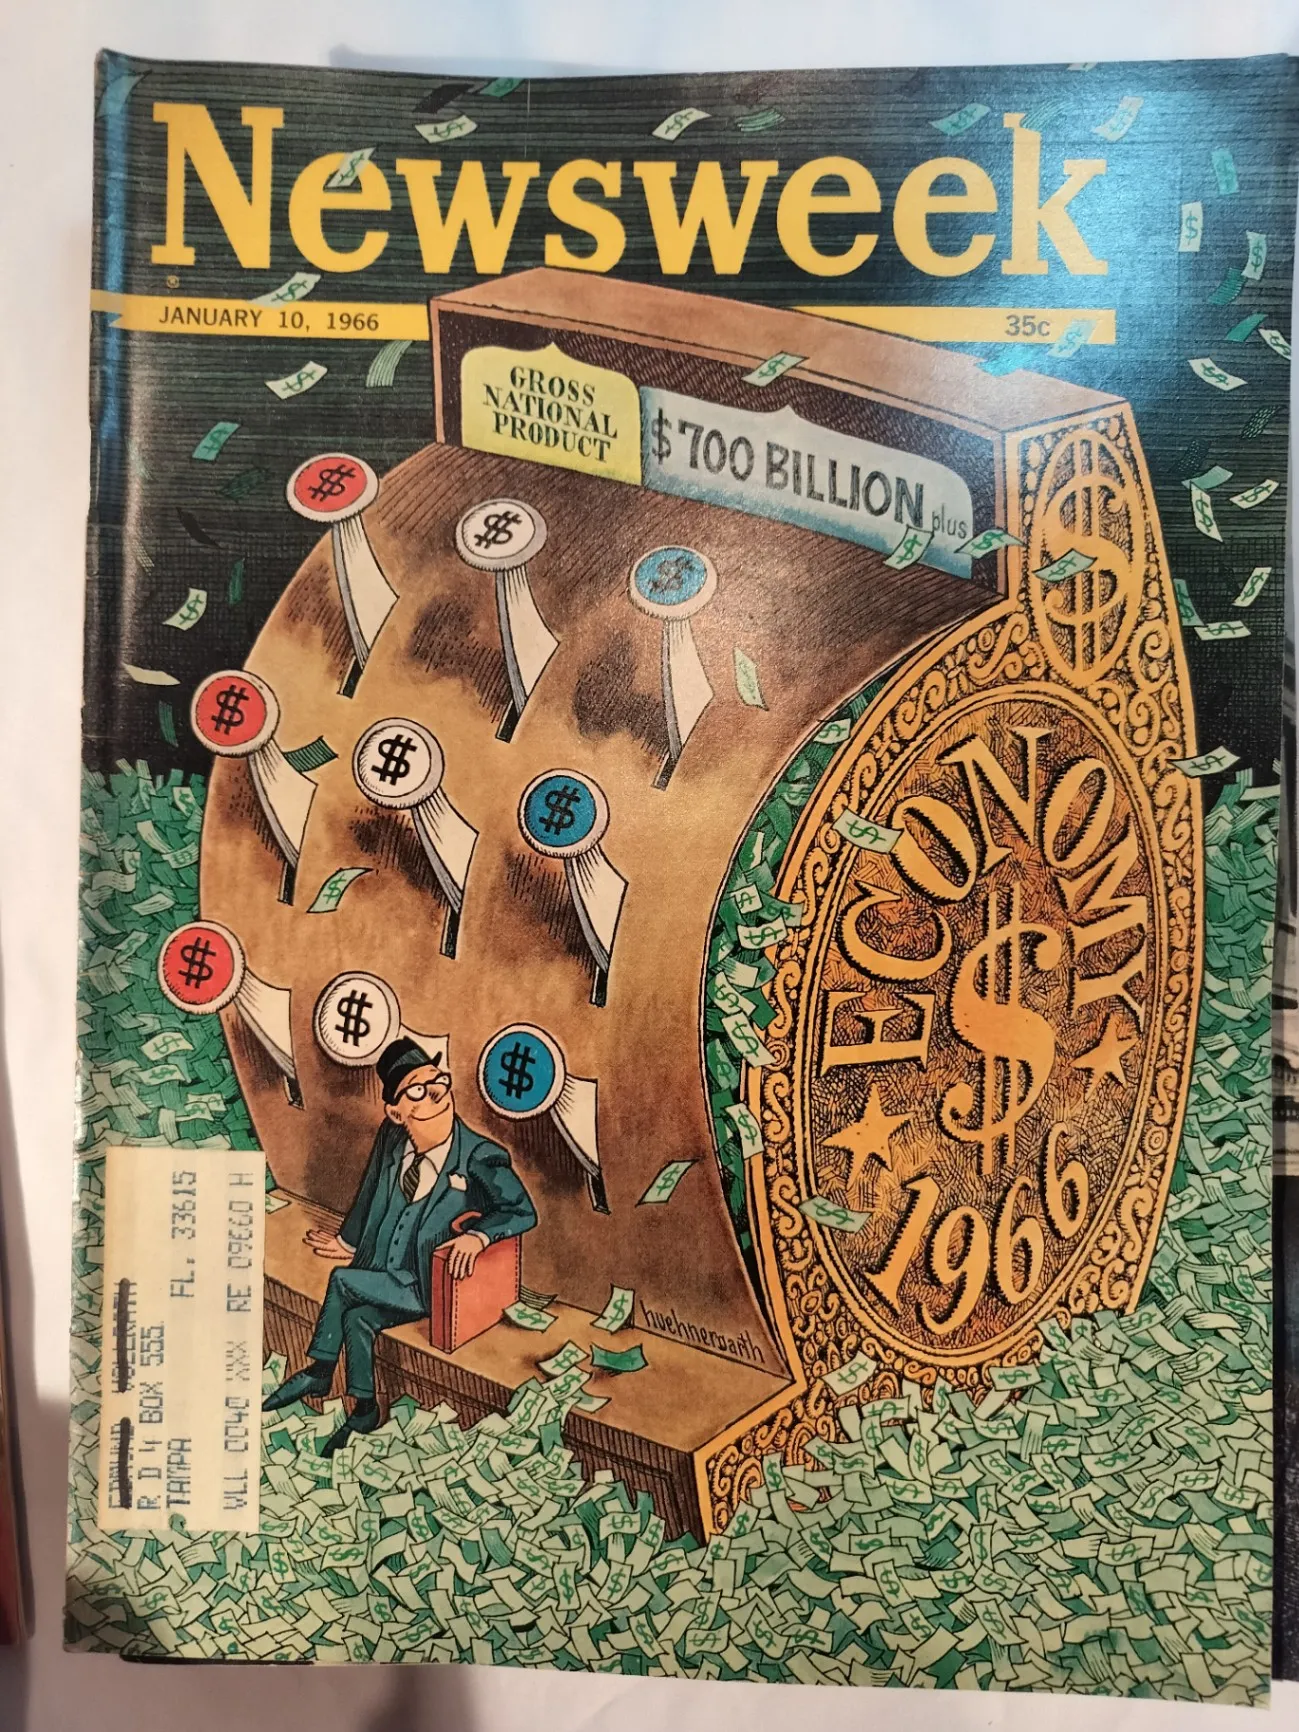 Newsweek
JANUARY 10, 1966
35c
GROSS
NATIONAL
PRODUCT
$700 BILLION plus
$
$
$
$
$
$
$
$
$
$
ECONOMY
$
1966
huehnergarth
R D 4 BOX 555
TAMPA FL. 33615
VLL 0040 XXX RE 09660 H